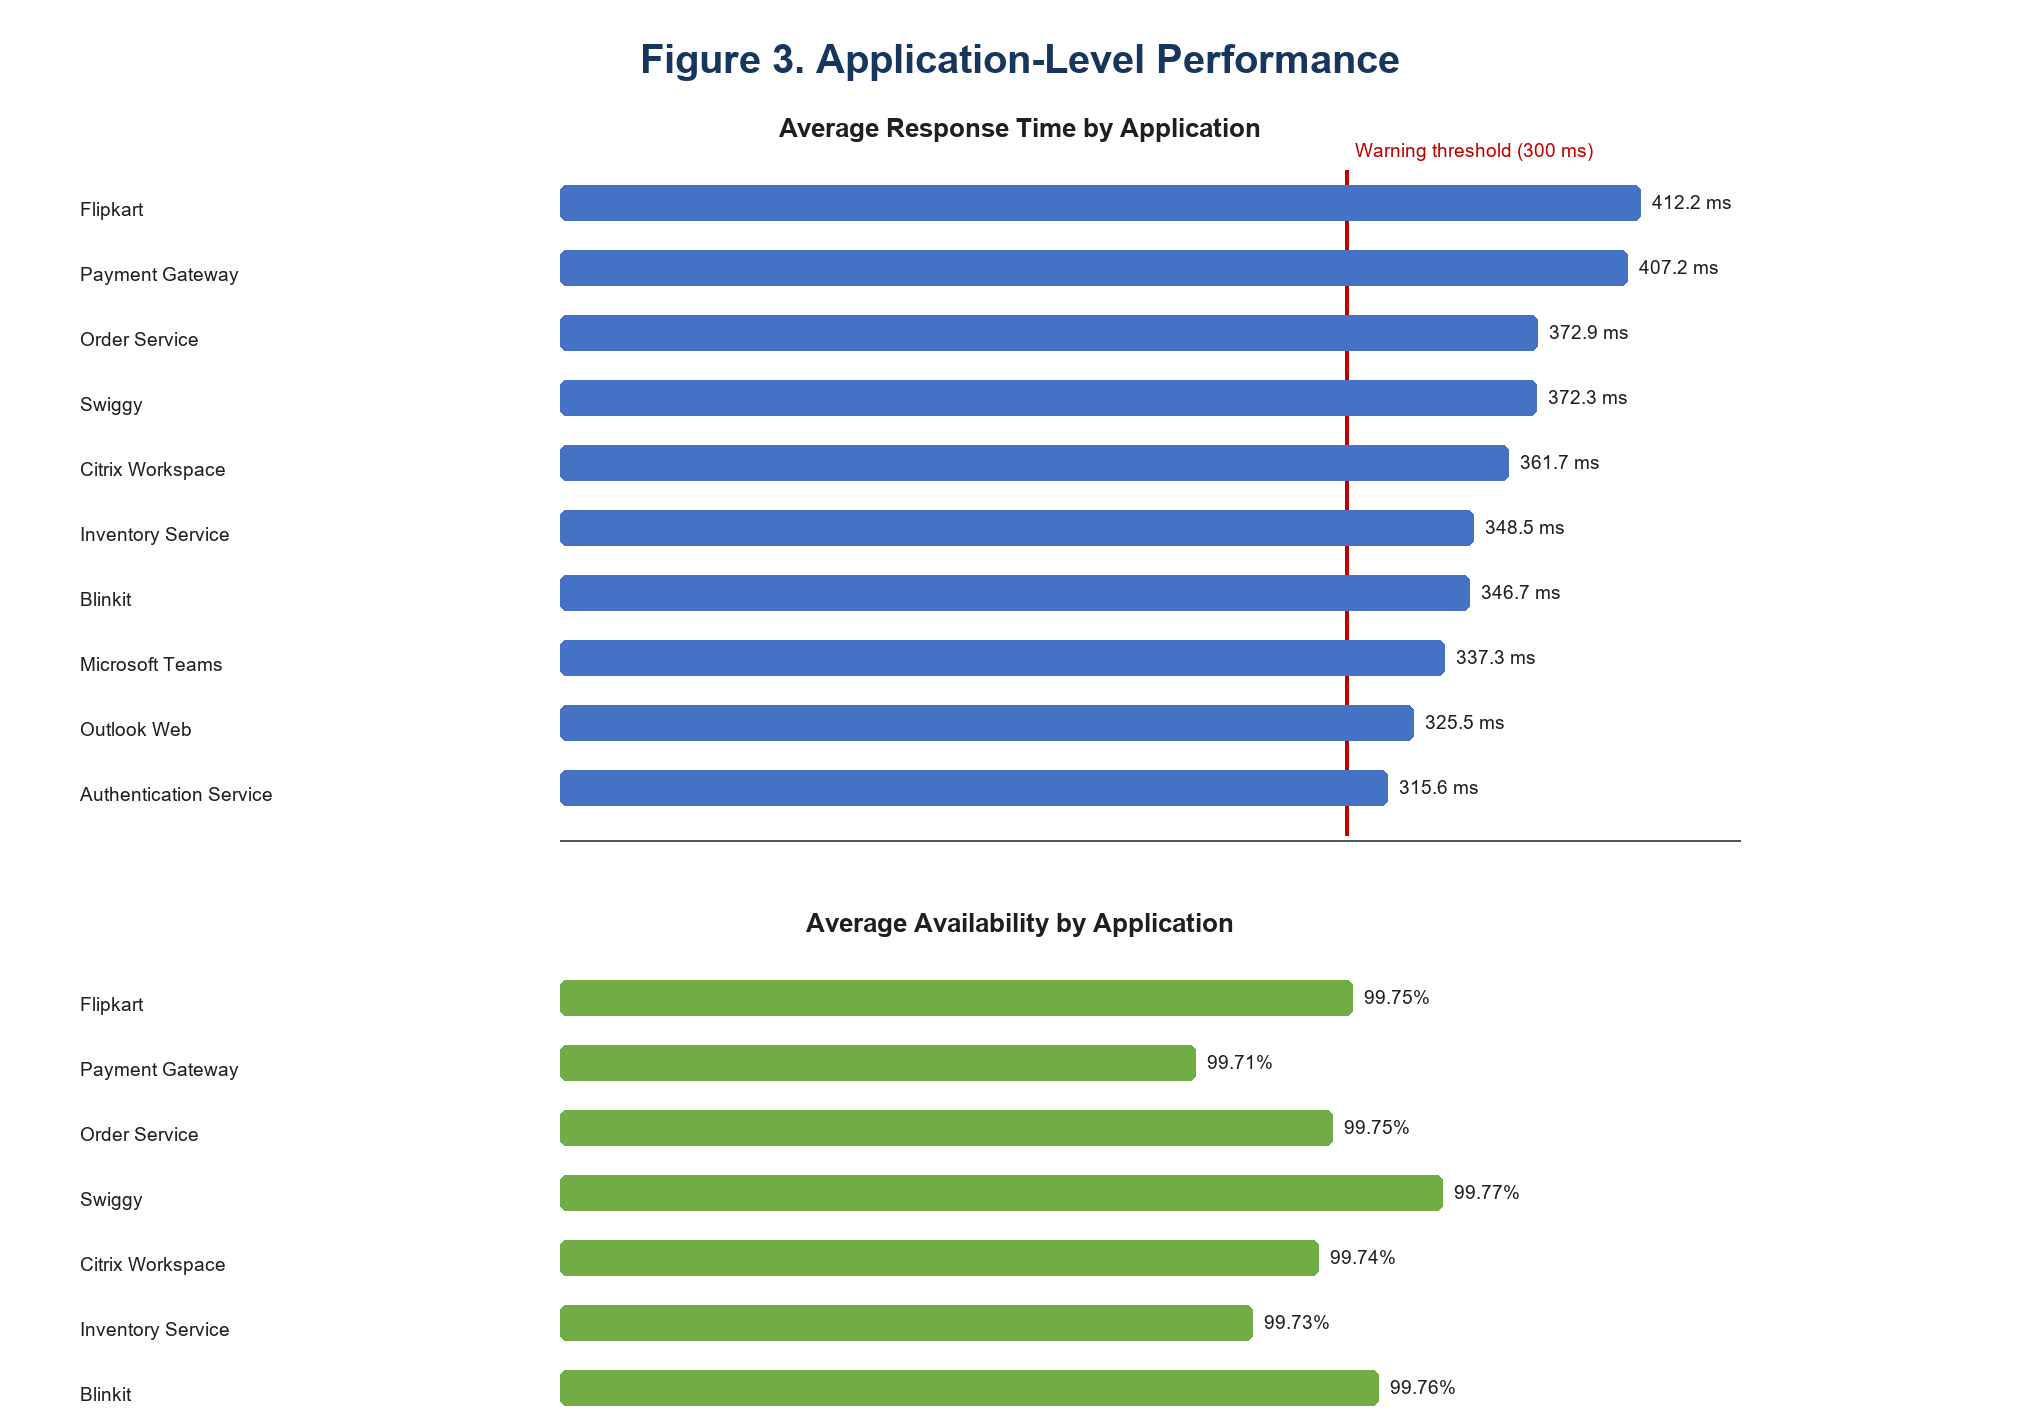 Figure 3. Application-Level Performance
Average Response Time by Application
Warning threshold (300 ms)
Flipkart 412.2 ms
Payment Gateway 407.2 ms
Order Service 372.9 ms
Swiggy 372.3 ms
Citrix Workspace 361.7 ms
Inventory Service 348.5 ms
Blinkit 346.7 ms
Microsoft Teams 337.3 ms
Outlook Web 325.5 ms
Authentication Service 315.6 ms
Average Availability by Application
Flipkart 99.75%
Payment Gateway 99.71%
Order Service 99.75%
Swiggy 99.77%
Citrix Workspace 99.74%
Inventory Service 99.73%
Blinkit 99.76%